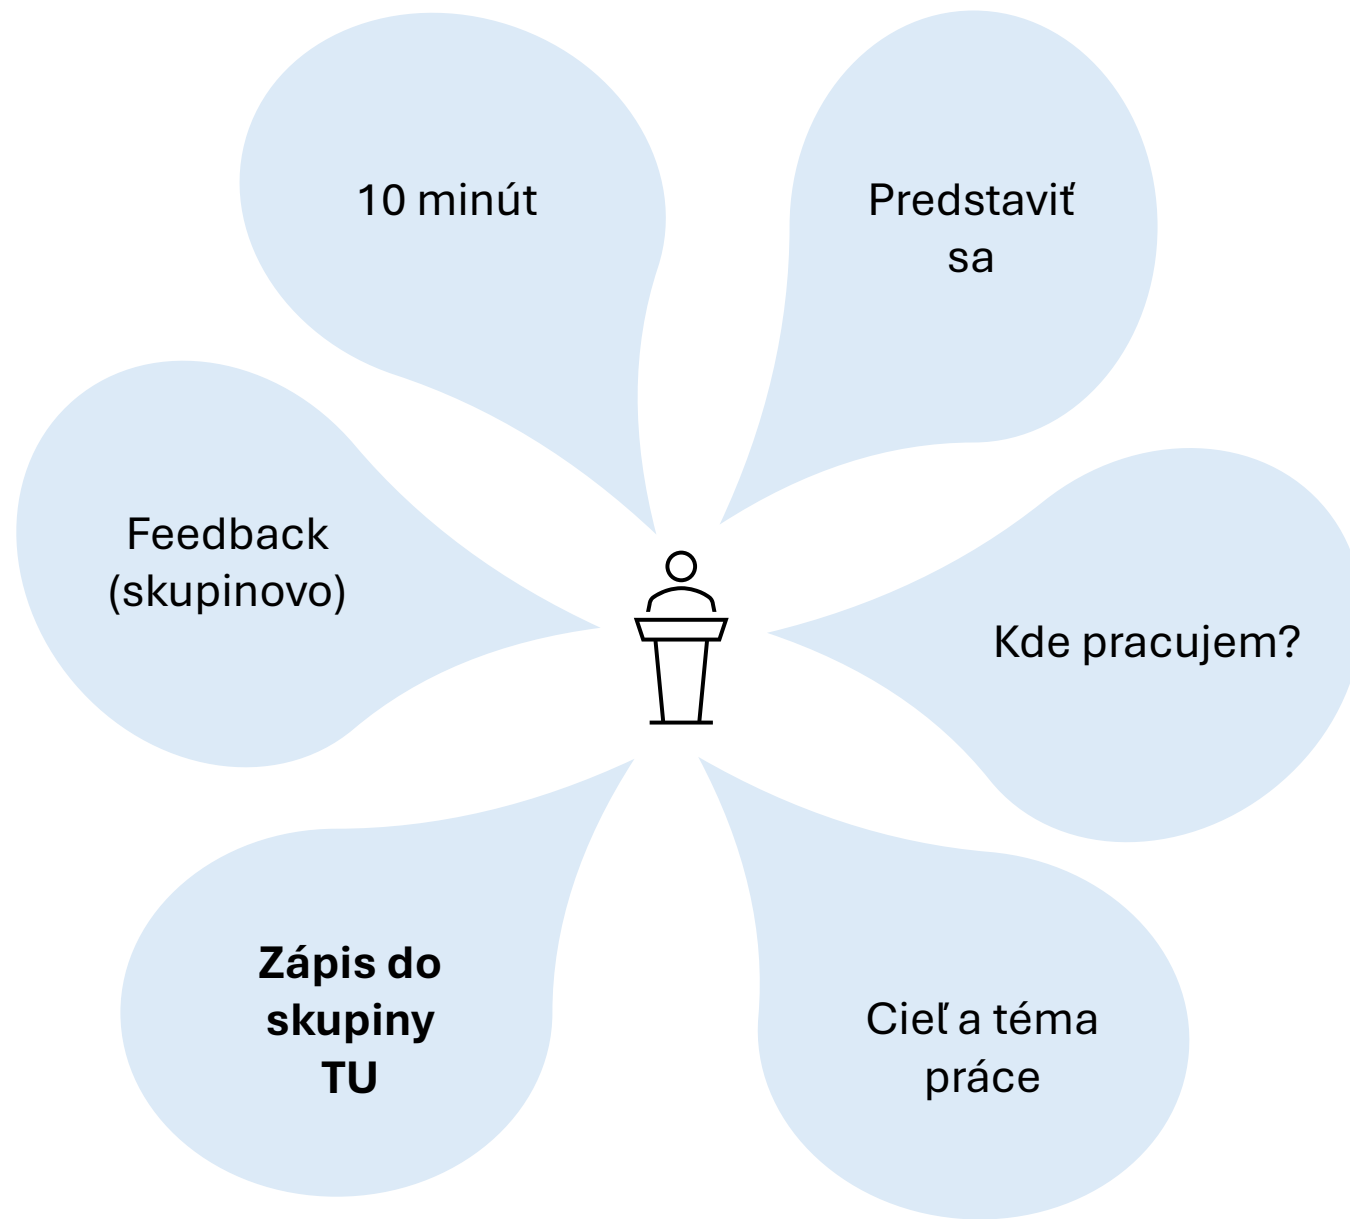 10 minút
Predstaviť
sa
Feedback
(skupinovo)
Kde pracujem?
Zápis do
skupiny
TU
Cieľ a téma
práce